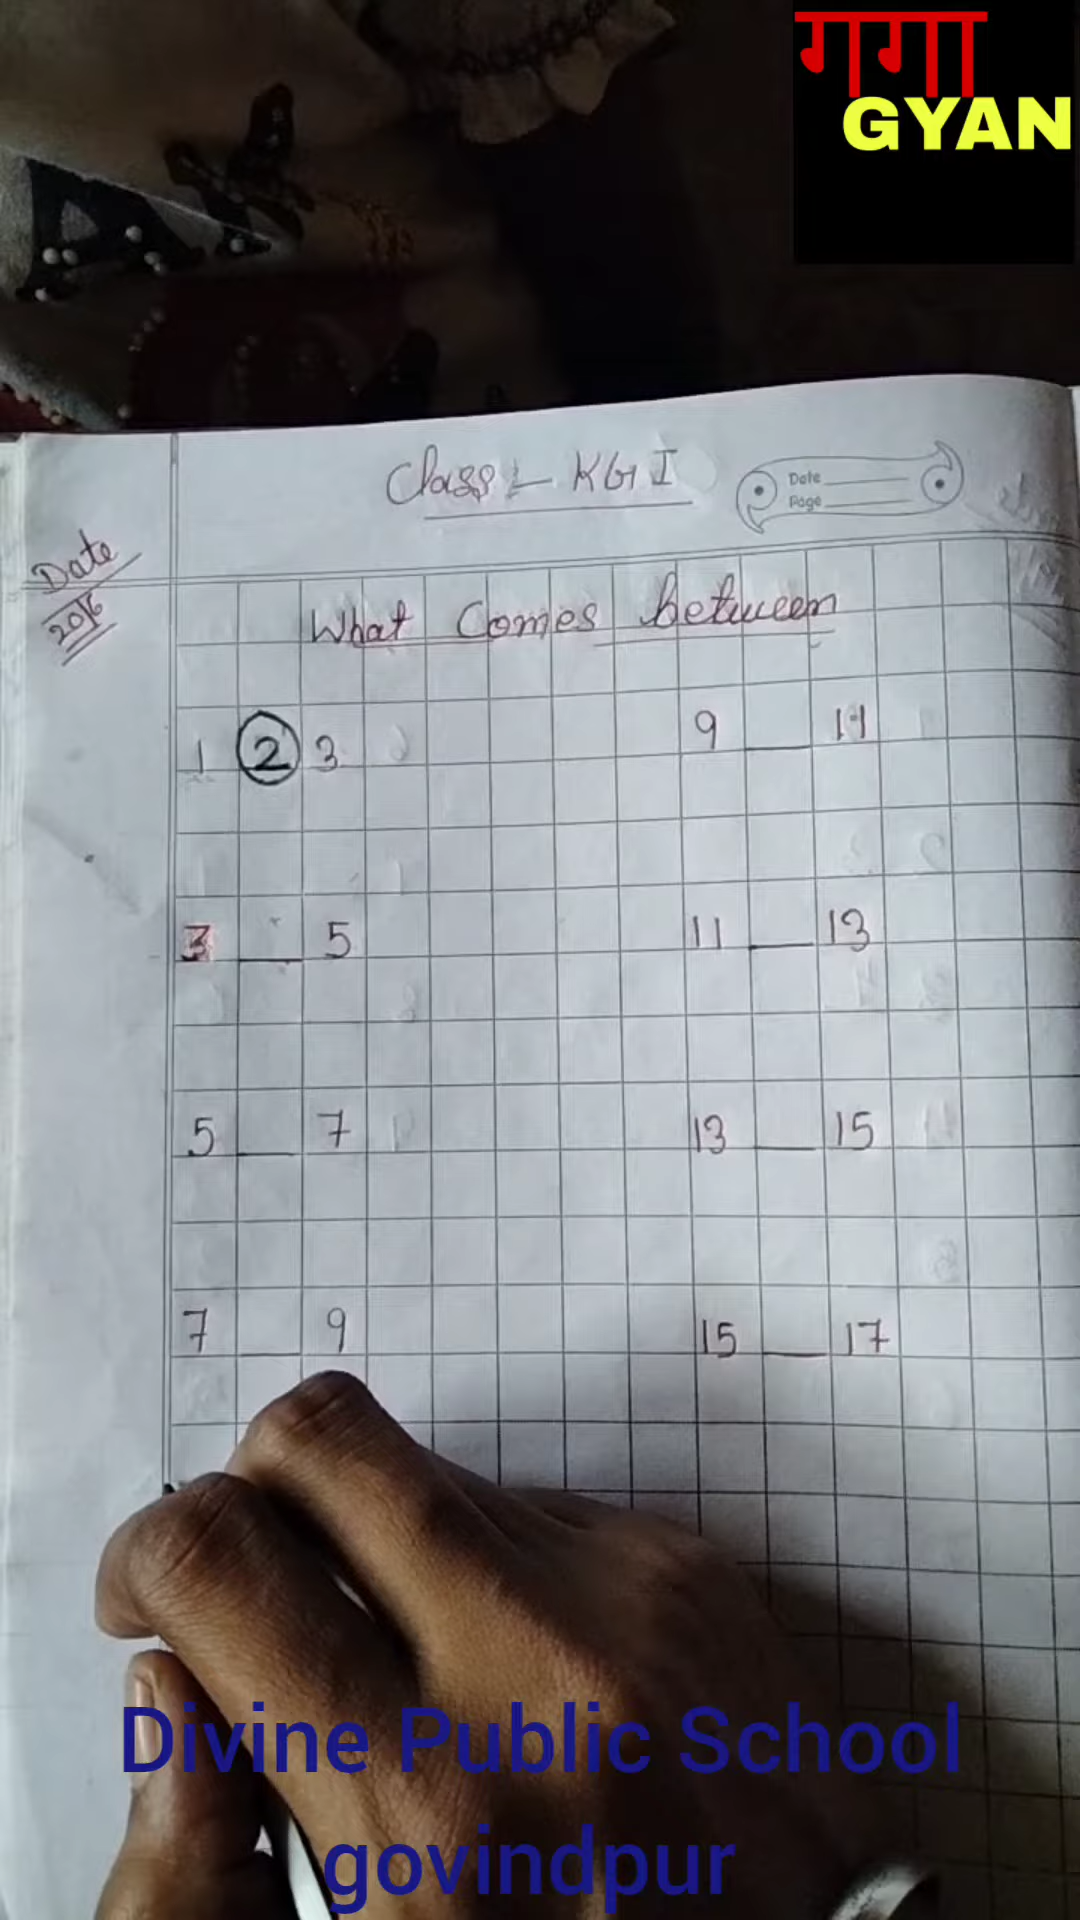 गगा
GYAN
Class :- KG I
Date
Page
Date
20/6
What Comes between
1 2 3
9 __ 11
3 __ 5
11 __ 13
5 __ 7
13 __ 15
7 __ 9
15 __ 17
Divine Public School
govindpur